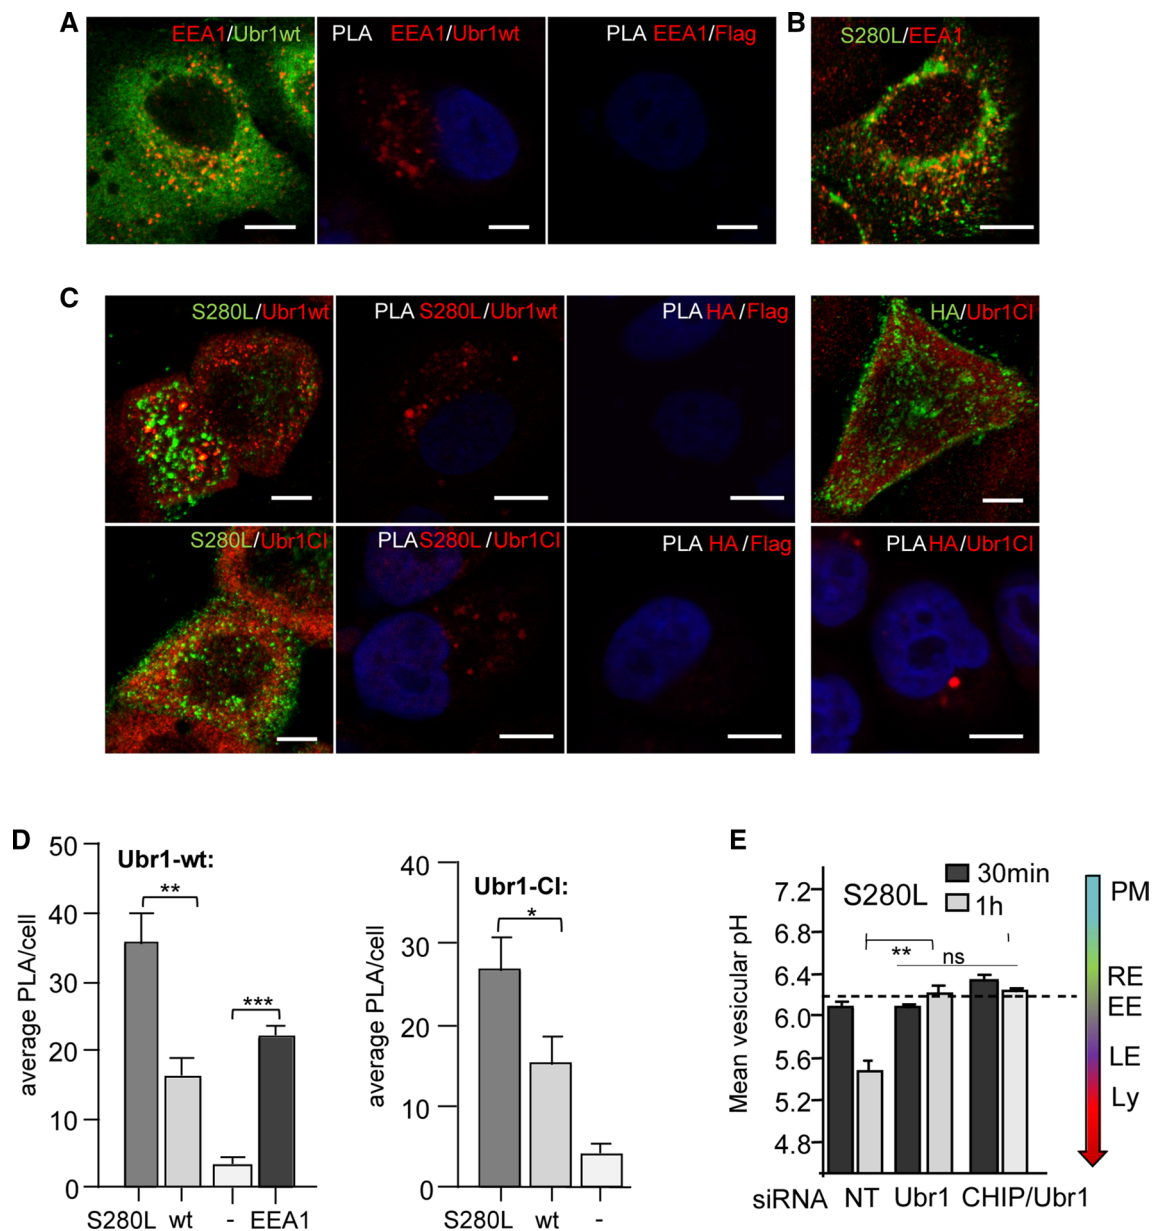 A
EEA1/Ubr1wt
PLA EEA1/Ubr1wt
PLA EEA1/Flag
B
S280L/EEA1
C
S280L/Ubr1wt
PLA S280L/Ubr1wt
PLA HA/Flag
HA/Ubr1CI
S280L/Ubr1CI
PLA S280L/Ubr1CI
PLA HA/Flag
PLA HA/Ubr1CI
D
Ubr1-wt:
average PLA/cell
50
40
30
20
10
0
**
***
S280L wt - EEA1
Ubr1-CI:
average PLA/cell
40
30
20
10
0
*
S280L wt -
E
S280L
30min
1h
Mean vesicular pH
7.2
6.8
6.4
6.0
5.6
5.2
4.8
**
ns
siRNA NT Ubr1 CHIP/Ubr1
PM
RE
EE
LE
Ly